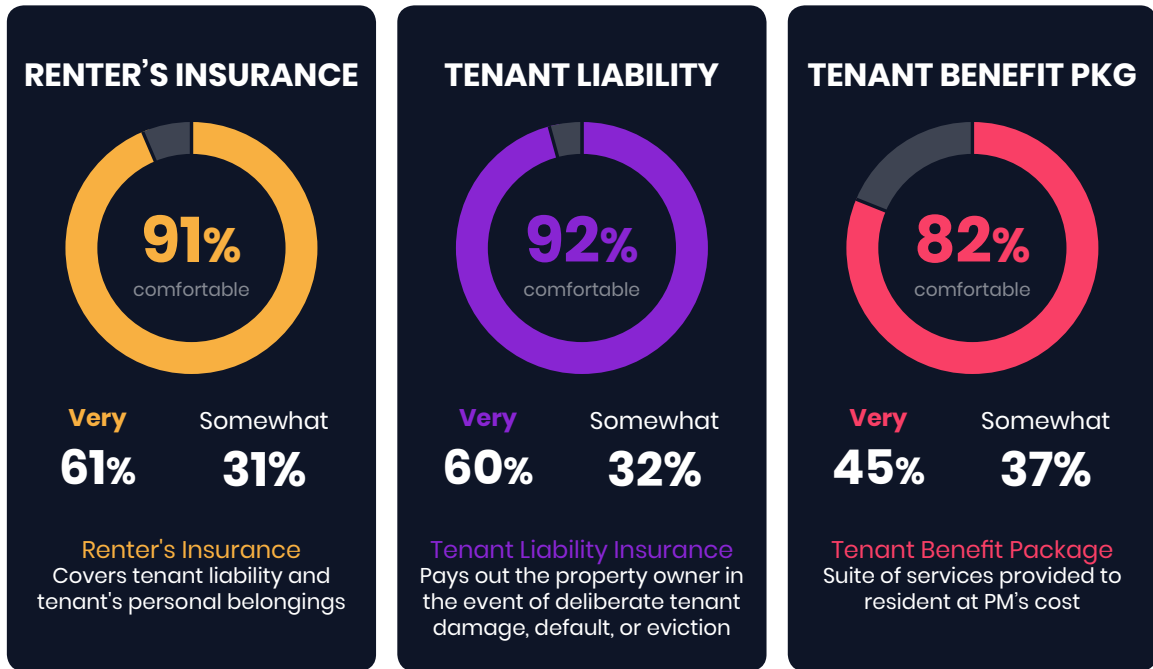 RENTER'S INSURANCE
91%
comfortable
Very
Somewhat
61%
31%
Renter's Insurance
Covers tenant liability and
tenant's personal belongings
TENANT LIABILITY
92%
comfortable
Very
Somewhat
60%
32%
Tenant Liability Insurance
Pays out the property owner in
the event of deliberate tenant
damage, default, or eviction
TENANT BENEFIT PKG
82%
comfortable
Very
Somewhat
45%
37%
Tenant Benefit Package
Suite of services provided to
resident at PM's cost